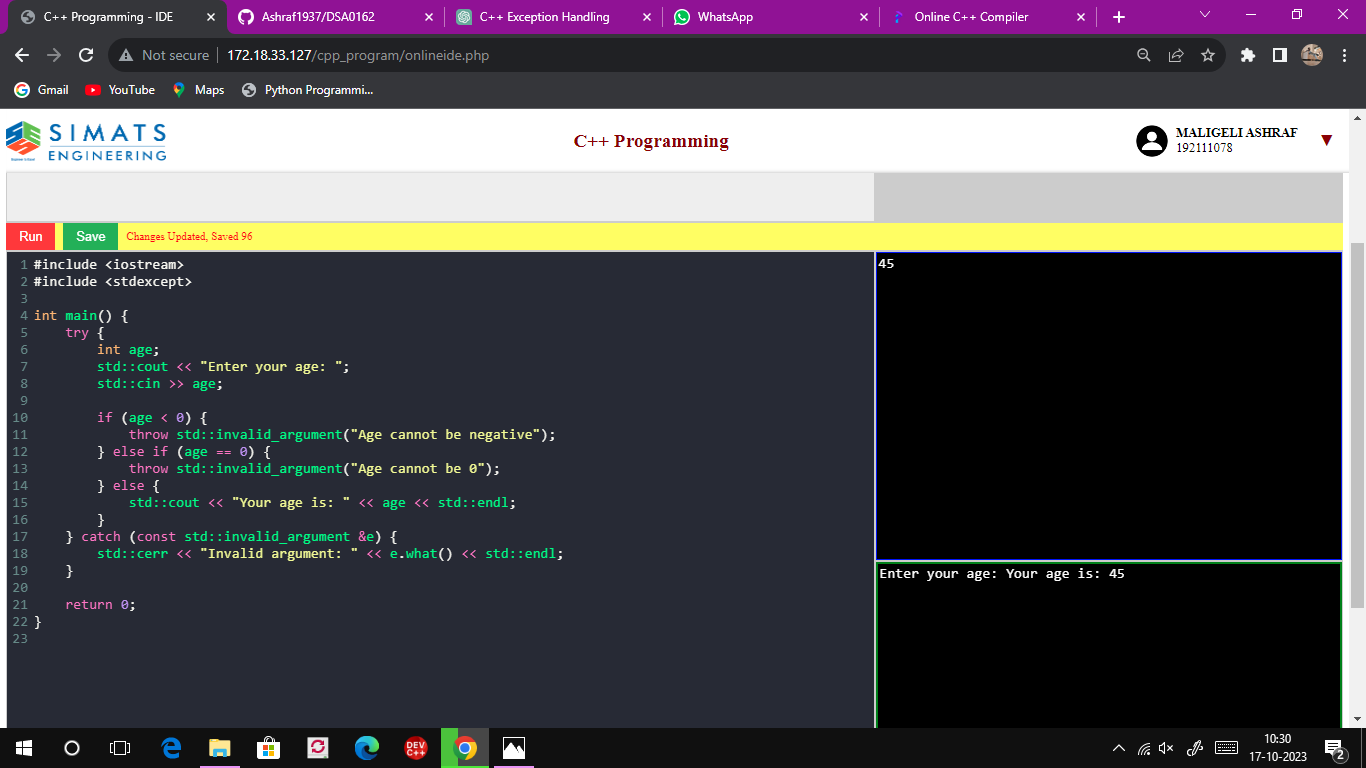 C++ Programming - IDE
Ashraf1937/DSA0162
C++ Exception Handling
WhatsApp
Online C++ Compiler
Not secure 172.18.33.127/cpp_program/onlineide.php
Gmail YouTube Maps Python Programmi...
SIMATS
ENGINEERING
C++ Programming
MALIGELI ASHRAF
192111078
Run Save Changes Updated, Saved 96
1 #include <iostream>
2 #include <stdexcept>
3
4 int main() {
5     try {
6         int age;
7         std::cout << "Enter your age: ";
8         std::cin >> age;
9
10         if (age < 0) {
11             throw std::invalid_argument("Age cannot be negative");
12         } else if (age == 0) {
13             throw std::invalid_argument("Age cannot be 0");
14         } else {
15             std::cout << "Your age is: " << age << std::endl;
16         }
17     } catch (const std::invalid_argument &e) {
18         std::cerr << "Invalid argument: " << e.what() << std::endl;
19     }
20
21     return 0;
22 }
23
45
Enter your age: Your age is: 45
DEV
C++
10:30
17-10-2023
2